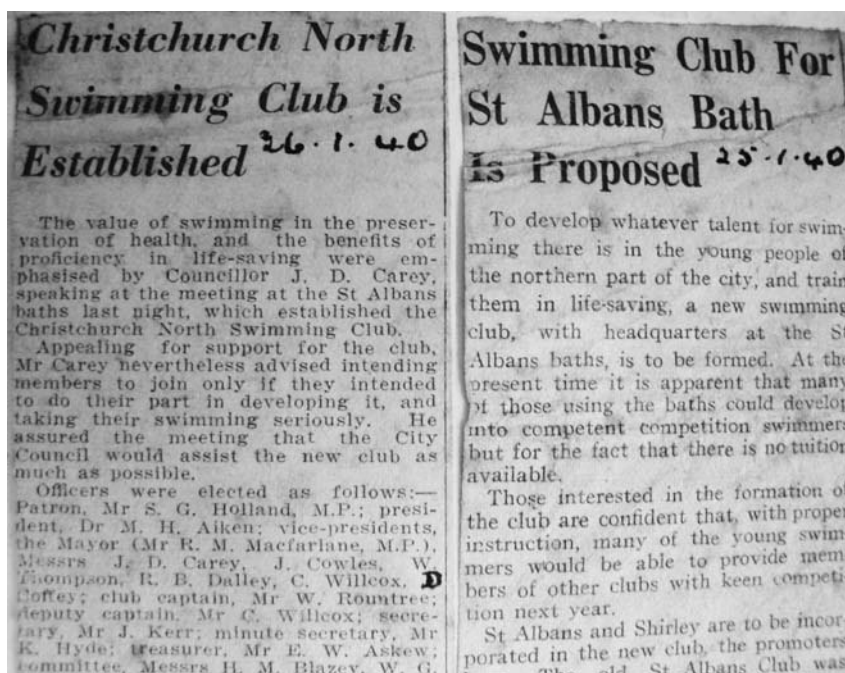 Christchurch North
Swimming Club is
Established 26.1.40
The value of swimming in the preser-
vation of health, and the benefits of
proficiency in life-saving were em-
phasised by Councillor J. D. Carey,
speaking at the meeting at the St Albans
baths last night, which established the
Christchurch North Swimming Club.
Appealing for support for the club,
Mr Carey nevertheless advised intending
members to join only if they intended
to do their part in developing it, and
taking their swimming seriously. He
assured the meeting that the City
Council would assist the new club as
much as possible.
Officers were elected as follows:—
Patron, Mr S. G. Holland, M.P.; presi-
dent, Dr M. H. Aiken; vice-presidents,
the Mayor (Mr R. M. Macfarlane, M.P.),
Messrs J. D. Carey, J. Cowles, W.
Thompson, R. B. Dalley, C. Willcox, D
Coffey; club captain, Mr W. Rountree;
deputy captain, Mr C. Willcox; secre-
tary, Mr J. Kerr; minute secretary, Mr
K. Hyde; treasurer, Mr E. W. Askew;
committee, Messrs H. M. Blazey, W. G.
Swimming Club For
St Albans Bath
Is Proposed 25.1.40
To develop whatever talent for swim-
ming there is in the young people of
the northern part of the city, and train
them in life-saving, a new swimming
club, with headquarters at the St
Albans baths, is to be formed. At the
present time it is apparent that many
of those using the baths could develop
into competent competition swimmers
but for the fact that there is no tuition
available.
Those interested in the formation of
the club are confident that, with proper
instruction, many of the young swim-
mers would be able to provide mem-
bers of other clubs with keen competi-
tion next year.
St Albans and Shirley are to be incor-
porated in the new club, the promoters
The old St Albans Club was